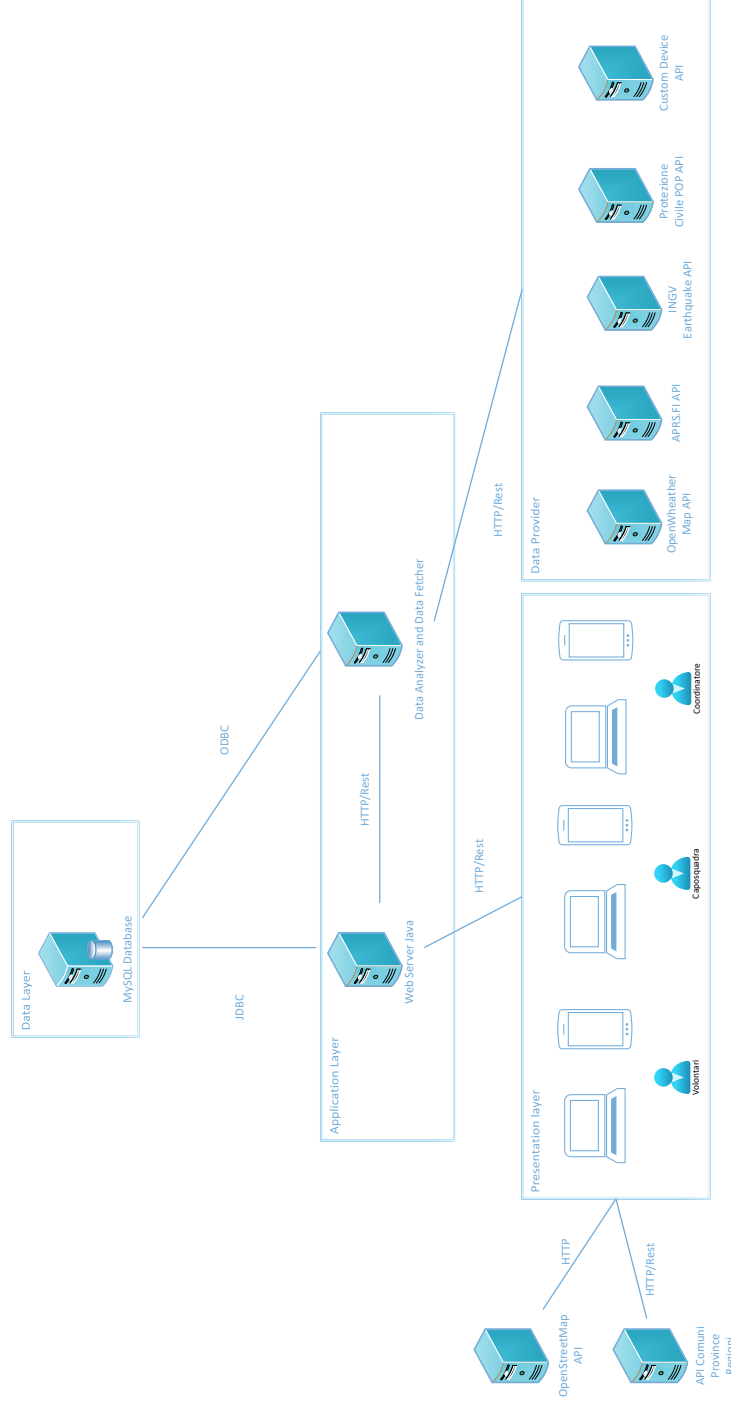 Data Layer
MySQL Database
JDBC
ODBC
Application Layer
Web Server Java
HTTP/Rest
Data Analyzer and Data Fetcher
HTTP/Rest
HTTP/Rest
OpenStreetMap
API
HTTP
API Comuni
Province
Regioni
HTTP/Rest
Presentation layer
Volontari
Caposquadra
Coordinatore
Data Provider
OpenWheather
Map API
APRS.FI API
INGV
Earthquake API
Protezione
Civile POP API
Custom Device
API